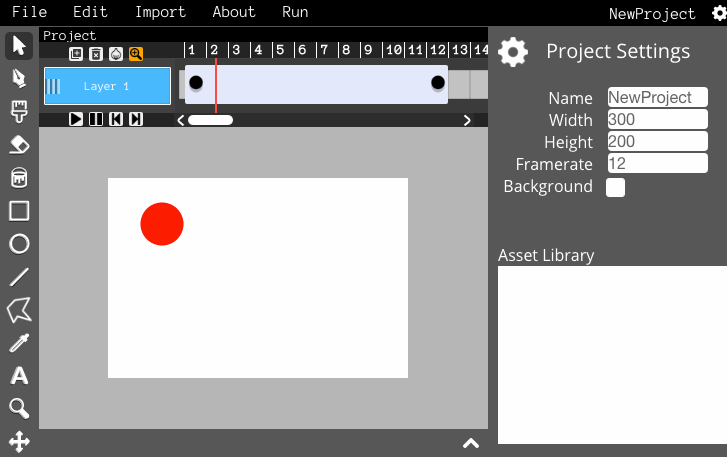 File Edit Import About Run NewProject
Project
1 2 3 4 5 6 7 8 9 10 11 12 13 14
Layer 1
Project Settings
Name NewProject
Width 300
Height 200
Framerate 12
Background
Asset Library
A